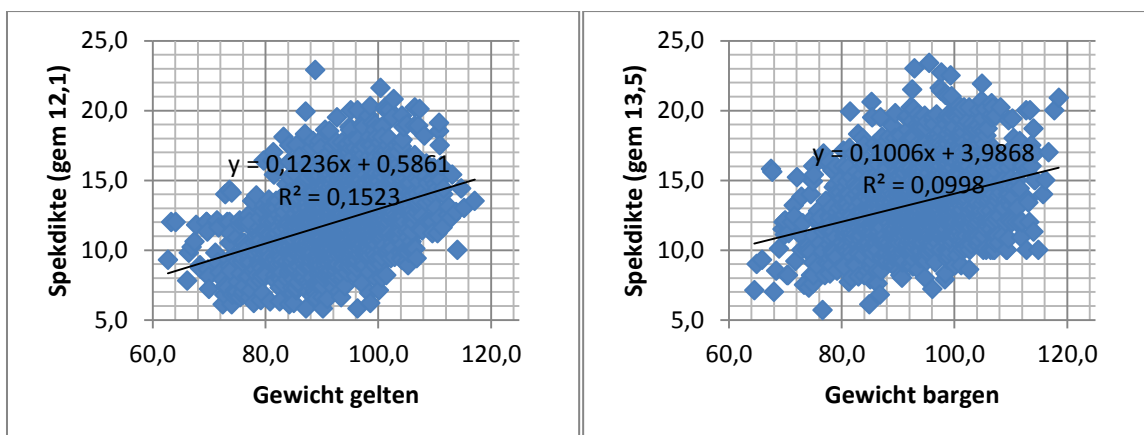 25,0
20,0
15,0
10,0
5,0
Spekdikte (gem 12,1)
y = 0,1236x + 0,5861
R² = 0,1523
60,0 80,0 100,0 120,0
Gewicht gelten
25,0
20,0
15,0
10,0
5,0
Spekdikte (gem 13,5)
y = 0,1006x + 3,9868
R² = 0,0998
60,0 80,0 100,0 120,0
Gewicht bargen